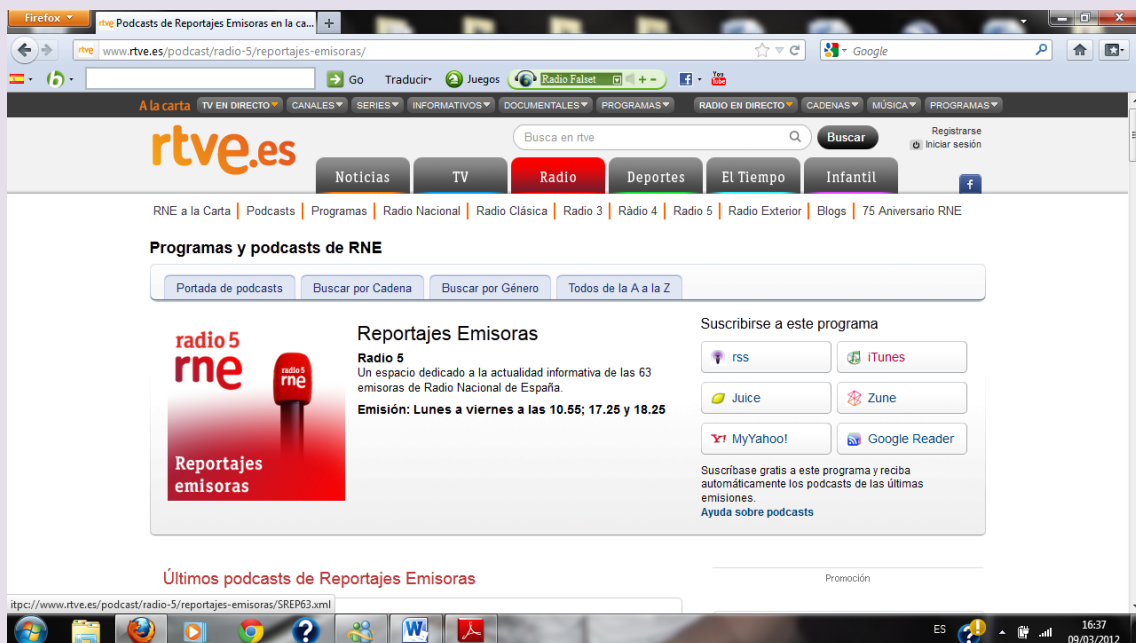 Firefox
rtve Podcasts de Reportajes Emisoras en la ca...
rtve www.rtve.es/podcast/radio-5/reportajes-emisoras/
Google
Go Traducir Juegos Radio Falset You Tube
A la carta TV EN DIRECTO CANALES SERIES INFORMATIVOS DOCUMENTALES PROGRAMAS RADIO EN DIRECTO CADENAS MÚSICA PROGRAMAS
rtve.es
Busca en rtve
Buscar
Registrarse
Iniciar sesión
Noticias TV Radio Deportes El Tiempo Infantil
RNE a la Carta Podcasts Programas Radio Nacional Radio Clásica Radio 3 Ràdio 4 Radio 5 Radio Exterior Blogs 75 Aniversario RNE
Programas y podcasts de RNE
Portada de podcasts Buscar por Cadena Buscar por Género Todos de la A a la Z
radio 5
rne
radio 5
rne
Reportajes
emisoras
Reportajes Emisoras
Radio 5
Un espacio dedicado a la actualidad informativa de las 63
emisoras de Radio Nacional de España.
Emisión: Lunes a viernes a las 10.55; 17.25 y 18.25
Suscribirse a este programa
rss iTunes
Juice Zune
MyYahoo! Google Reader
Suscríbase gratis a este programa y reciba
automáticamente los podcasts de las últimas
emisiones.
Ayuda sobre podcasts
Últimos podcasts de Reportajes Emisoras
Promoción
itpc://www.rtve.es/podcast/radio-5/reportajes-emisoras/SREP63.xml
ES
16:37
09/03/2012